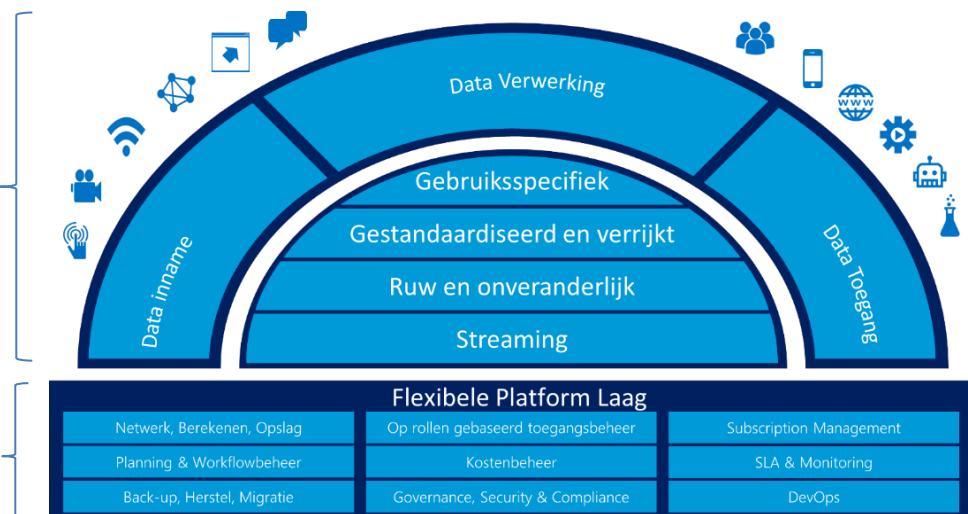 Data Verwerking
Data inname
Data Toegang
Gebruiksspecifiek
Gestandaardiseerd en verrijkt
Ruw en onveranderlijk
Streaming
www
Flexibele Platform Laag
Netwerk, Berekenen, Opslag
Op rollen gebaseerd toegangsbeheer
Subscription Management
Planning & Workflowbeheer
Kostenbeheer
SLA & Monitoring
Back-up, Herstel, Migratie
Governance, Security & Compliance
DevOps